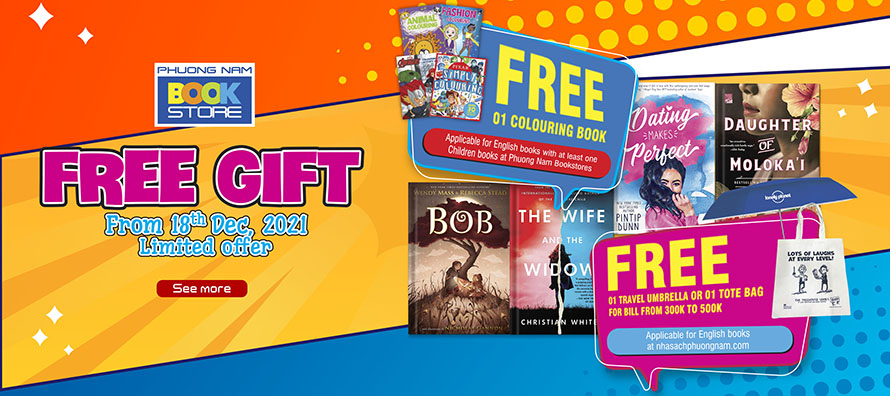 PHUONG NAM
BOOK
STORE
FREE GIFT
From 18th Dec, 2021
Limited offer
See more
ANIMAL
COLOURING
FASHION
PIXAR
SIMPLY
COLOURING
FREE
01 COLOURING BOOK
Applicable for English books with at least one
Children books at Phuong Nam Bookstores
Dating
MAKES
Perfect
PINTIP
DUNN
DAUGHTER
OF
MOLOKA'I
WENDY MASS & REBECCA STEAD
BOB
THE WIFE
AND THE
WIDOW
CHRISTIAN WHITE
lonely planet
LOTS OF LAUGHS
AT EVERY LEVEL!
FREE
01 TRAVEL UMBRELLA OR 01 TOTE BAG
FOR BILL FROM 300K TO 500K
Applicable for English books
at nhasachphuongnam.com